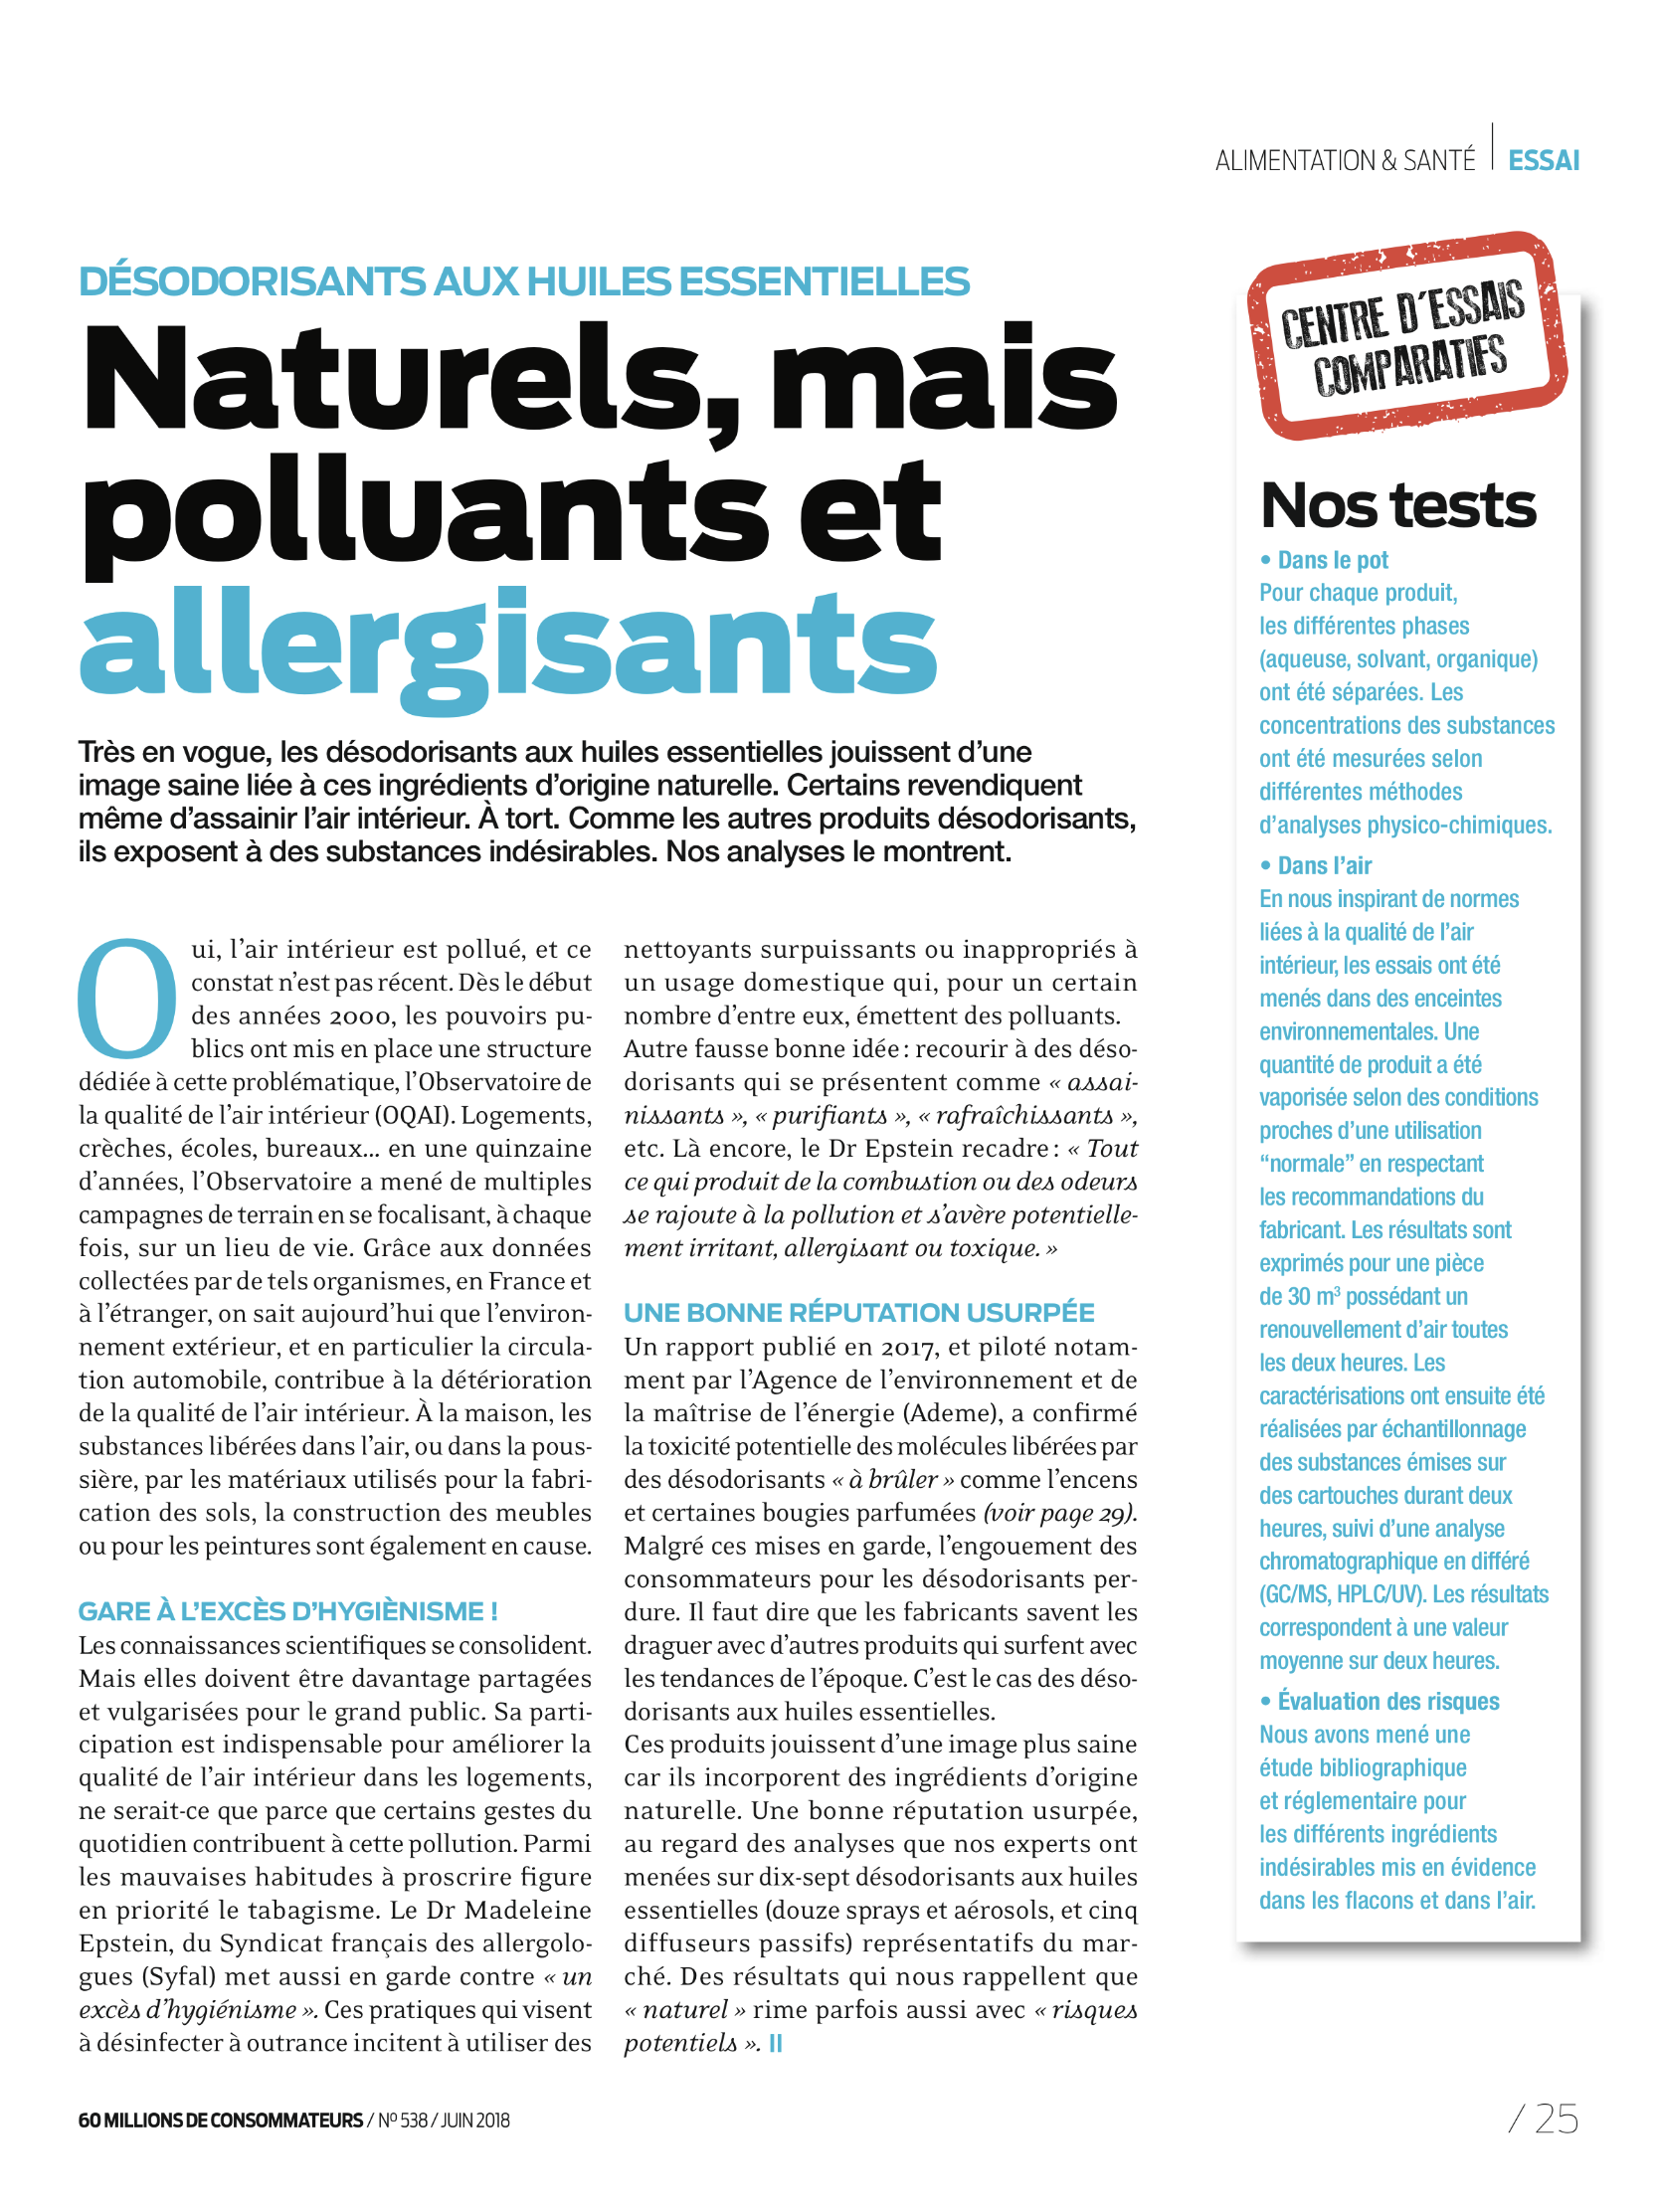 ALIMENTATION & SANTÉ | ESSAI
DÉSODORISANTS AUX HUILES ESSENTIELLES
Naturels, mais
polluants et
allergisants
Très en vogue, les désodorisants aux huiles essentielles jouissent d’une
image saine liée à ces ingrédients d’origine naturelle. Certains revendiquent
même d’assainir l’air intérieur. À tort. Comme les autres produits désodorisants,
ils exposent à des substances indésirables. Nos analyses le montrent.
Oui, l’air intérieur est pollué, et ce
constat n’est pas récent. Dès le début
des années 2000, les pouvoirs pu-
blics ont mis en place une structure
dédiée à cette problématique, l’Observatoire de
la qualité de l’air intérieur (OQAI). Logements,
crèches, écoles, bureaux... en une quinzaine
d’années, l’Observatoire a mené de multiples
campagnes de terrain en se focalisant, à chaque
fois, sur un lieu de vie. Grâce aux données
collectées par de tels organismes, en France et
à l’étranger, on sait aujourd’hui que l’environ-
nement extérieur, et en particulier la circula-
tion automobile, contribue à la détérioration
de la qualité de l’air intérieur. À la maison, les
substances libérées dans l’air, ou dans la pous-
sière, par les matériaux utilisés pour la fabri-
cation des sols, la construction des meubles
ou pour les peintures sont également en cause.
GARE À L’EXCÈS D’HYGIÈNISME !
Les connaissances scientifiques se consolident.
Mais elles doivent être davantage partagées
et vulgarisées pour le grand public. Sa parti-
cipation est indispensable pour améliorer la
qualité de l’air intérieur dans les logements,
ne serait-ce que parce que certains gestes du
quotidien contribuent à cette pollution. Parmi
les mauvaises habitudes à proscrire figure
en priorité le tabagisme. Le Dr Madeleine
Epstein, du Syndicat français des allergolo-
gues (Syfal) met aussi en garde contre « un
excès d’hygiénisme ». Ces pratiques qui visent
à désinfecter à outrance incitent à utiliser des
nettoyants surpuissants ou inappropriés à
un usage domestique qui, pour un certain
nombre d’entre eux, émettent des polluants.
Autre fausse bonne idée : recourir à des déso-
dorisants qui se présentent comme « assai-
nissants », « purifiants », « rafraîchissants »,
etc. Là encore, le Dr Epstein recadre : « Tout
ce qui produit de la combustion ou des odeurs
se rajoute à la pollution et s’avère potentielle-
ment irritant, allergisant ou toxique. »
UNE BONNE RÉPUTATION USURPÉE
Un rapport publié en 2017, et piloté notam-
ment par l’Agence de l’environnement et de
la maîtrise de l’énergie (Ademe), a confirmé
la toxicité potentielle des molécules libérées par
des désodorisants « à brûler » comme l’encens
et certaines bougies parfumées (voir page 29).
Malgré ces mises en garde, l’engouement des
consommateurs pour les désodorisants per-
dure. Il faut dire que les fabricants savent les
draguer avec d’autres produits qui surfent avec
les tendances de l’époque. C’est le cas des déso-
dorisants aux huiles essentielles.
Ces produits jouissent d’une image plus saine
car ils incorporent des ingrédients d’origine
naturelle. Une bonne réputation usurpée,
au regard des analyses que nos experts ont
menées sur dix-sept désodorisants aux huiles
essentielles (douze sprays et aérosols, et cinq
diffuseurs passifs) représentatifs du mar-
ché. Des résultats qui nous rappellent que
« naturel » rime parfois aussi avec « risques
potentiels ».
CENTRE D’ESSAIS
COMPARATIFS
Nos tests
• Dans le pot
Pour chaque produit,
les différentes phases
(aqueuse, solvant, organique)
ont été séparées. Les
concentrations des substances
ont été mesurées selon
différentes méthodes
d’analyses physico-chimiques.
• Dans l’air
En nous inspirant de normes
liées à la qualité de l’air
intérieur, les essais ont été
menés dans des enceintes
environnementales. Une
quantité de produit a été
vaporisée selon des conditions
proches d’une utilisation
“normale” en respectant
les recommandations du
fabricant. Les résultats sont
exprimés pour une pièce
de 30 m³ possédant un
renouvellement d’air toutes
les deux heures. Les
caractérisations ont ensuite été
réalisées par échantillonnage
des substances émises sur
des cartouches durant deux
heures, suivi d’une analyse
chromatographique en différé
(GC/MS, HPLC/UV). Les résultats
correspondent à une valeur
moyenne sur deux heures.
• Évaluation des risques
Nous avons mené une
étude bibliographique
et réglementaire pour
les différents ingrédients
indésirables mis en évidence
dans les flacons et dans l’air.
60 MILLIONS DE CONSOMMATEURS / Nº 538 / JUIN 2018
/ 25